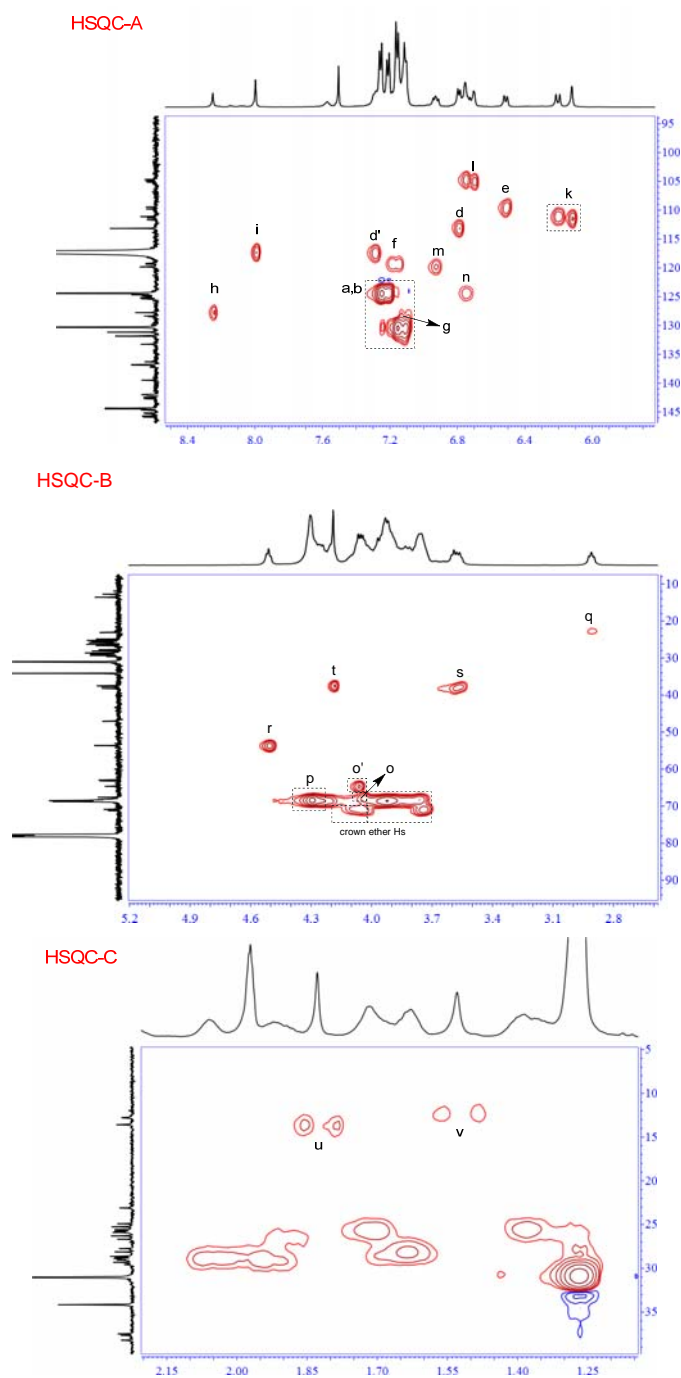 HSQC-A
l
e
k
d
i
d'
f
m
n
h
a,b
g
95
100
105
110
115
120
125
130
135
140
145
8.4
8.0
7.6
7.2
6.8
6.4
6.0
HSQC-B
q
t
s
r
o'
o
p
crown ether Hs
10
20
30
40
50
60
70
80
90
5.2
4.9
4.6
4.3
4.0
3.7
3.4
3.1
2.8
HSQC-C
u
v
5
10
15
20
25
30
35
2.15
2.00
1.85
1.70
1.55
1.40
1.25